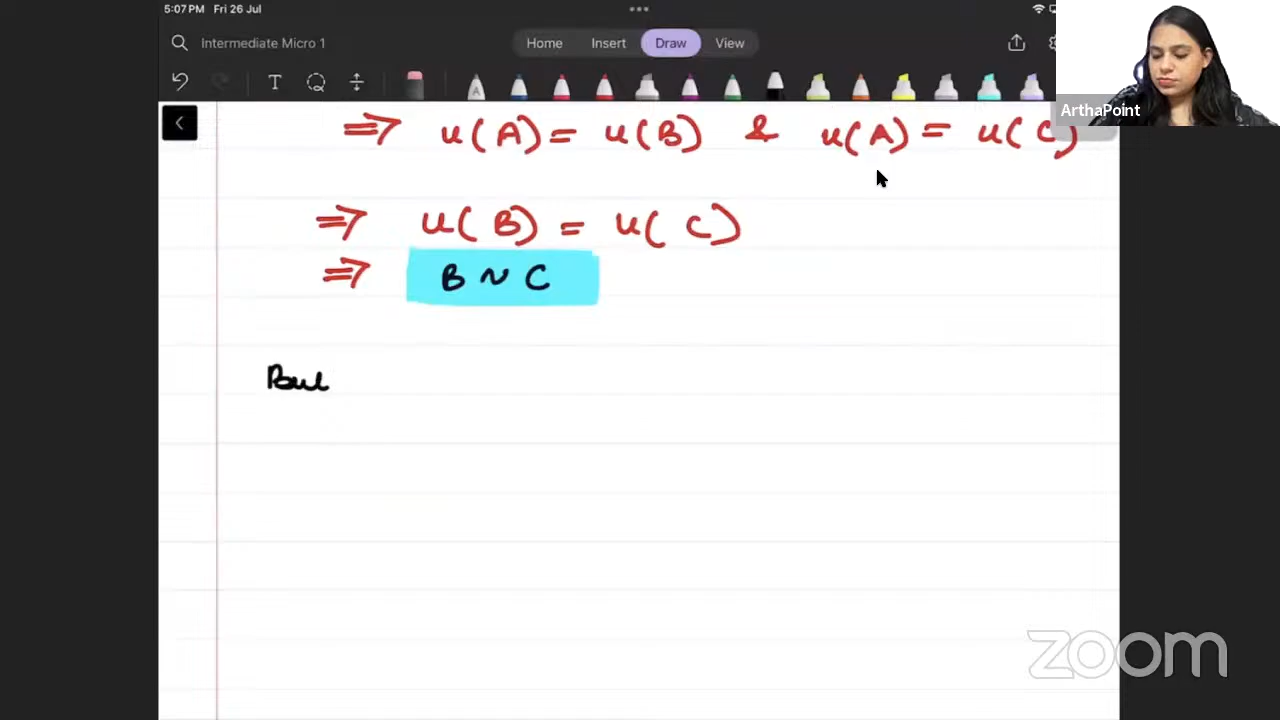 5:07 PM Fri 26 Jul
Intermediate Micro 1
Home Insert Draw View
ArthaPoint
⇒ u(A) = u(B) & u(A) = u(C)
⇒ u(B) = u(C)
⇒ B ~ C
zoom